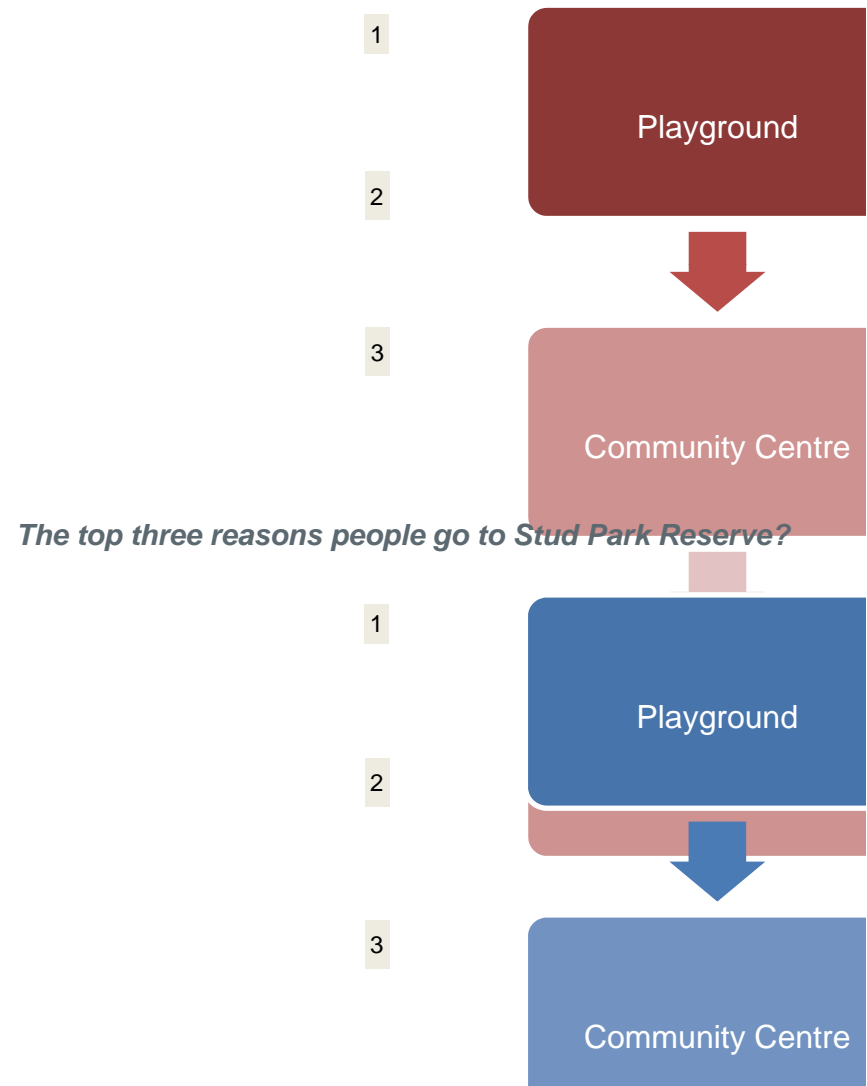 1
Playground
2
3
Community Centre
The top three reasons people go to Stud Park Reserve?
1
Playground
2
3
Community Centre